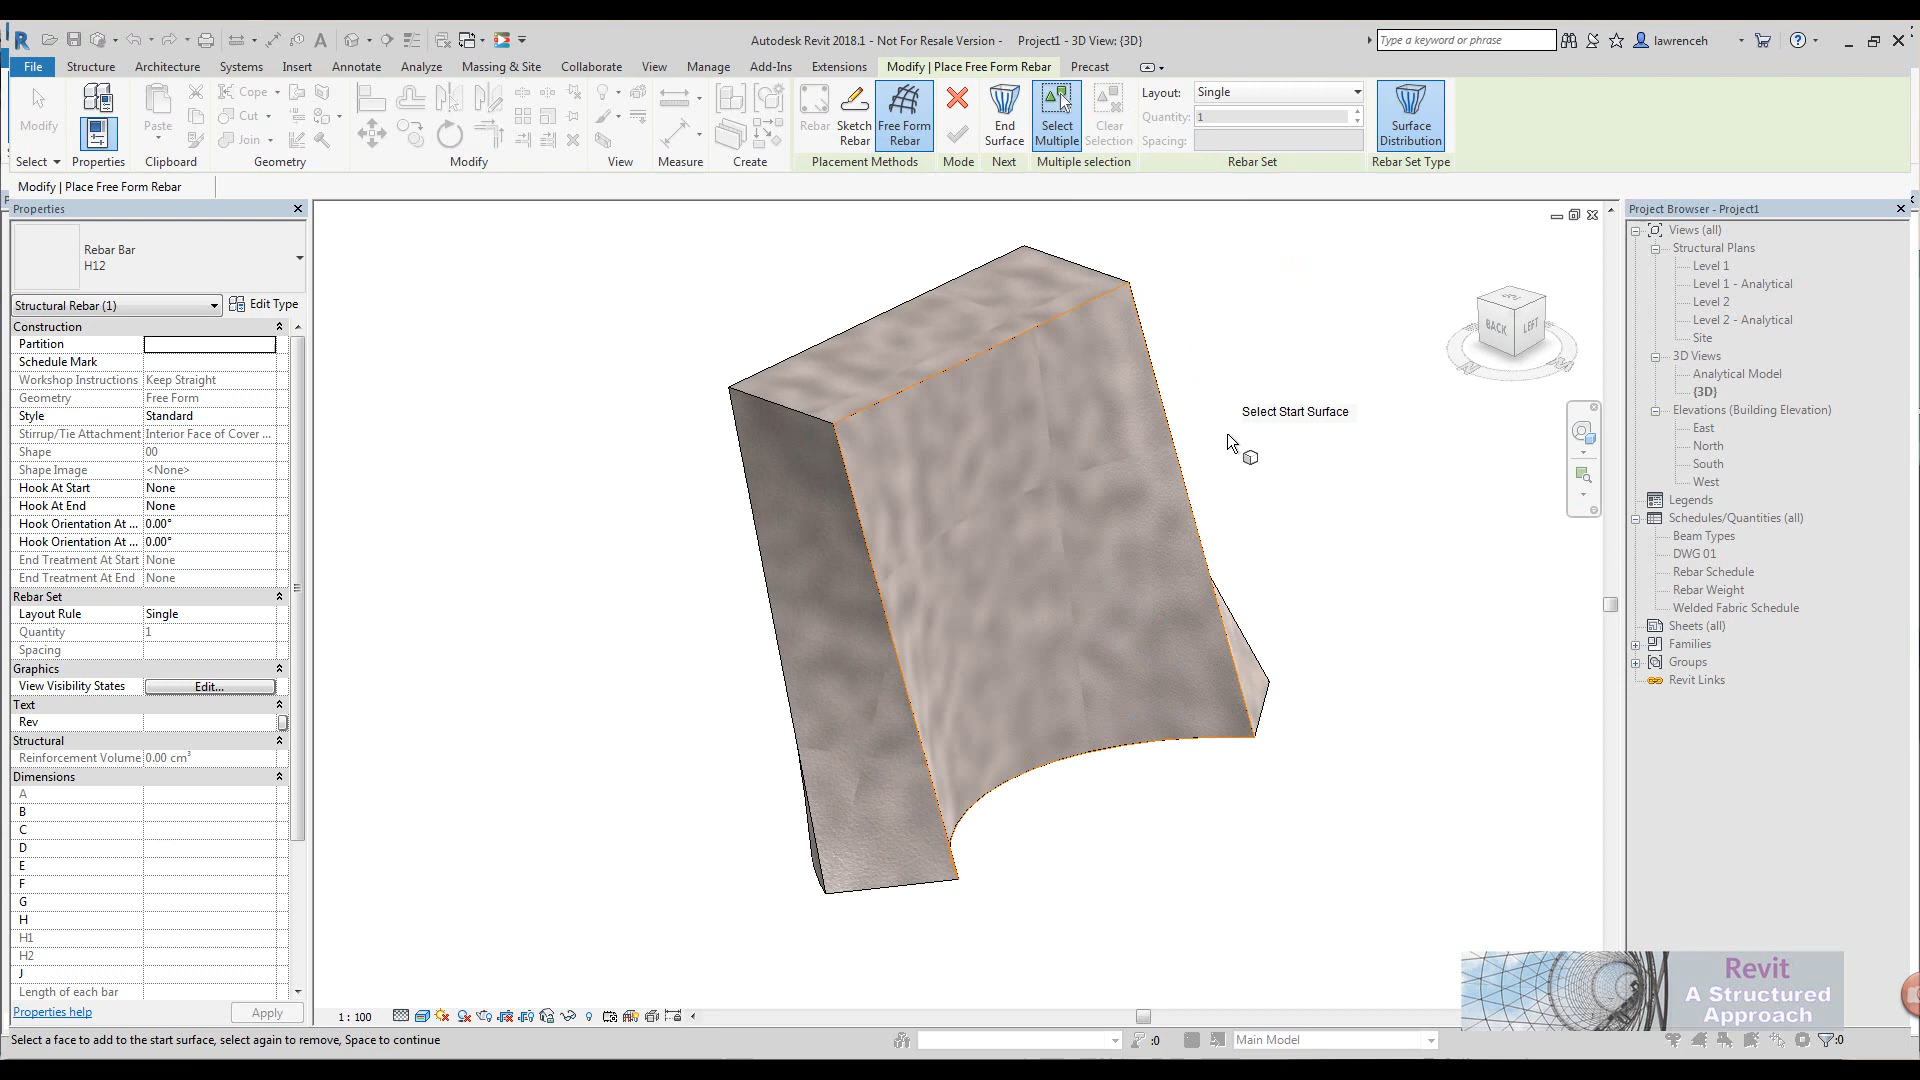 Autodesk Revit 2018.1 - Not For Resale Version - Project1 - 3D View: {3D}
Type a keyword or phrase
lawrenceh
File Structure Architecture Systems Insert Annotate Analyze Massing & Site Collaborate View Manage Add-Ins Extensions Modify | Place Free Form Rebar Precast
Modify
Paste
Cope
Cut
Join
Rebar
Sketch Rebar
Free Form Rebar
End Surface
Select Multiple
Clear Selection
Layout: Single
Quantity: 1
Spacing:
Surface Distribution
Select Properties Clipboard Geometry Modify View Measure Create Placement Methods Mode Next Multiple selection Rebar Set Rebar Set Type
Modify | Place Free Form Rebar
Properties
Rebar Bar
H12
Structural Rebar (1) Edit Type
Construction
Partition
Schedule Mark
Workshop Instructions Keep Straight
Geometry Free Form
Style Standard
Stirrup/Tie Attachment Interior Face of Cover ...
Shape 00
Shape Image <None>
Hook At Start None
Hook At End None
Hook Orientation At ... 0.00°
Hook Orientation At ... 0.00°
End Treatment At Start None
End Treatment At End None
Rebar Set
Layout Rule Single
Quantity 1
Spacing
Graphics
View Visibility States Edit...
Text
Rev
Structural
Reinforcement Volume 0.00 cm³
Dimensions
A
B
C
D
E
F
G
H
H1
H2
J
Length of each bar
Properties help Apply
Select Start Surface
BACK LEFT
1 : 100
Project Browser - Project1
Views (all)
Structural Plans
Level 1
Level 1 - Analytical
Level 2
Level 2 - Analytical
Site
3D Views
Analytical Model
{3D}
Elevations (Building Elevation)
East
North
South
West
Legends
Schedules/Quantities (all)
Beam Types
DWG 01
Rebar Schedule
Rebar Weight
Welded Fabric Schedule
Sheets (all)
Families
Groups
Revit Links
Revit
A Structured
Approach
Select a face to add to the start surface, select again to remove, Space to continue
:0
Main Model
:0